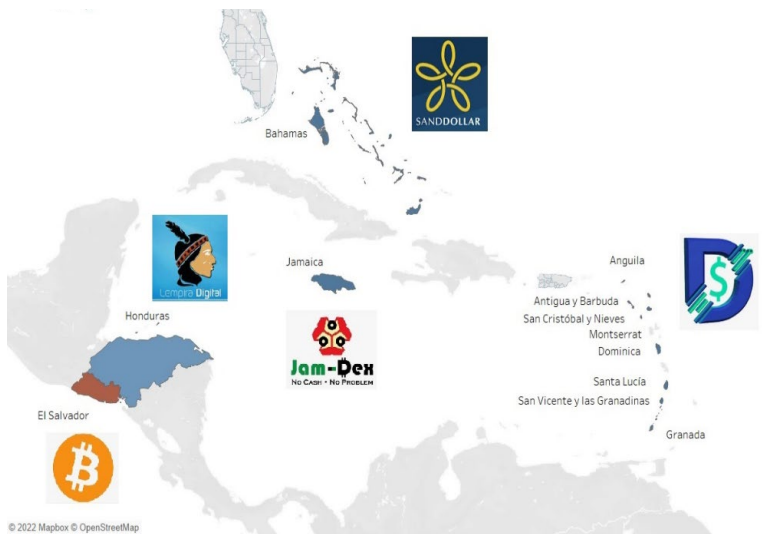 SANDDOLLAR
Bahamas
Lempira Digital
Jamaica
Anguila
Honduras
Antigua y Barbuda
San Cristóbal y Nieves
Montserrat
Dominica
Jam-Dex
No Cash • No Problem
Santa Lucía
San Vicente y las Granadinas
El Salvador
Granada
© 2022 Mapbox © OpenStreetMap